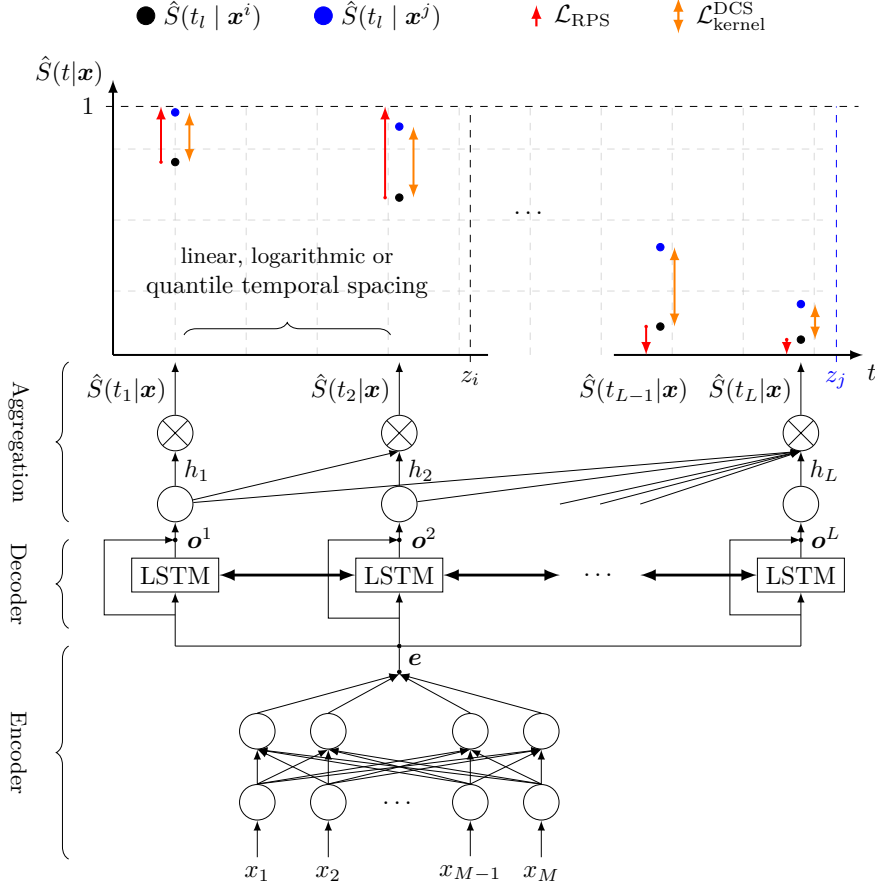 Ŝ(t_l | x^i) Ŝ(t_l | x^j) ℒ_RPS ℒ_kernel^DCS
Ŝ(t|x)
1
...
linear, logarithmic or
quantile temporal spacing
z_i z_j t
Ŝ(t_1|x) Ŝ(t_2|x) Ŝ(t_{L−1}|x) Ŝ(t_L|x)
Aggregation
h_1 h_2 h_L
o^1 o^2 o^L
Decoder
LSTM LSTM ... LSTM
e
Encoder
...
x_1 x_2 x_{M−1} x_M